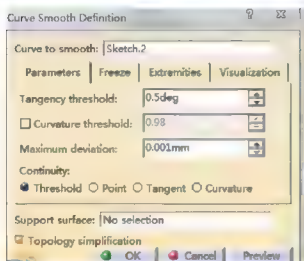 Curve Smooth Definition
Curve to smooth: Sketch.2
Parameters Freeze Extremities Visualization
Tangency threshold: 0.5deg
Curvature threshold: 0.98
Maximum deviation: 0.001mm
Continuity:
Threshold Point Tangent Curvature
Support surface: No selection
Topology simplification
OK Cancel Preview